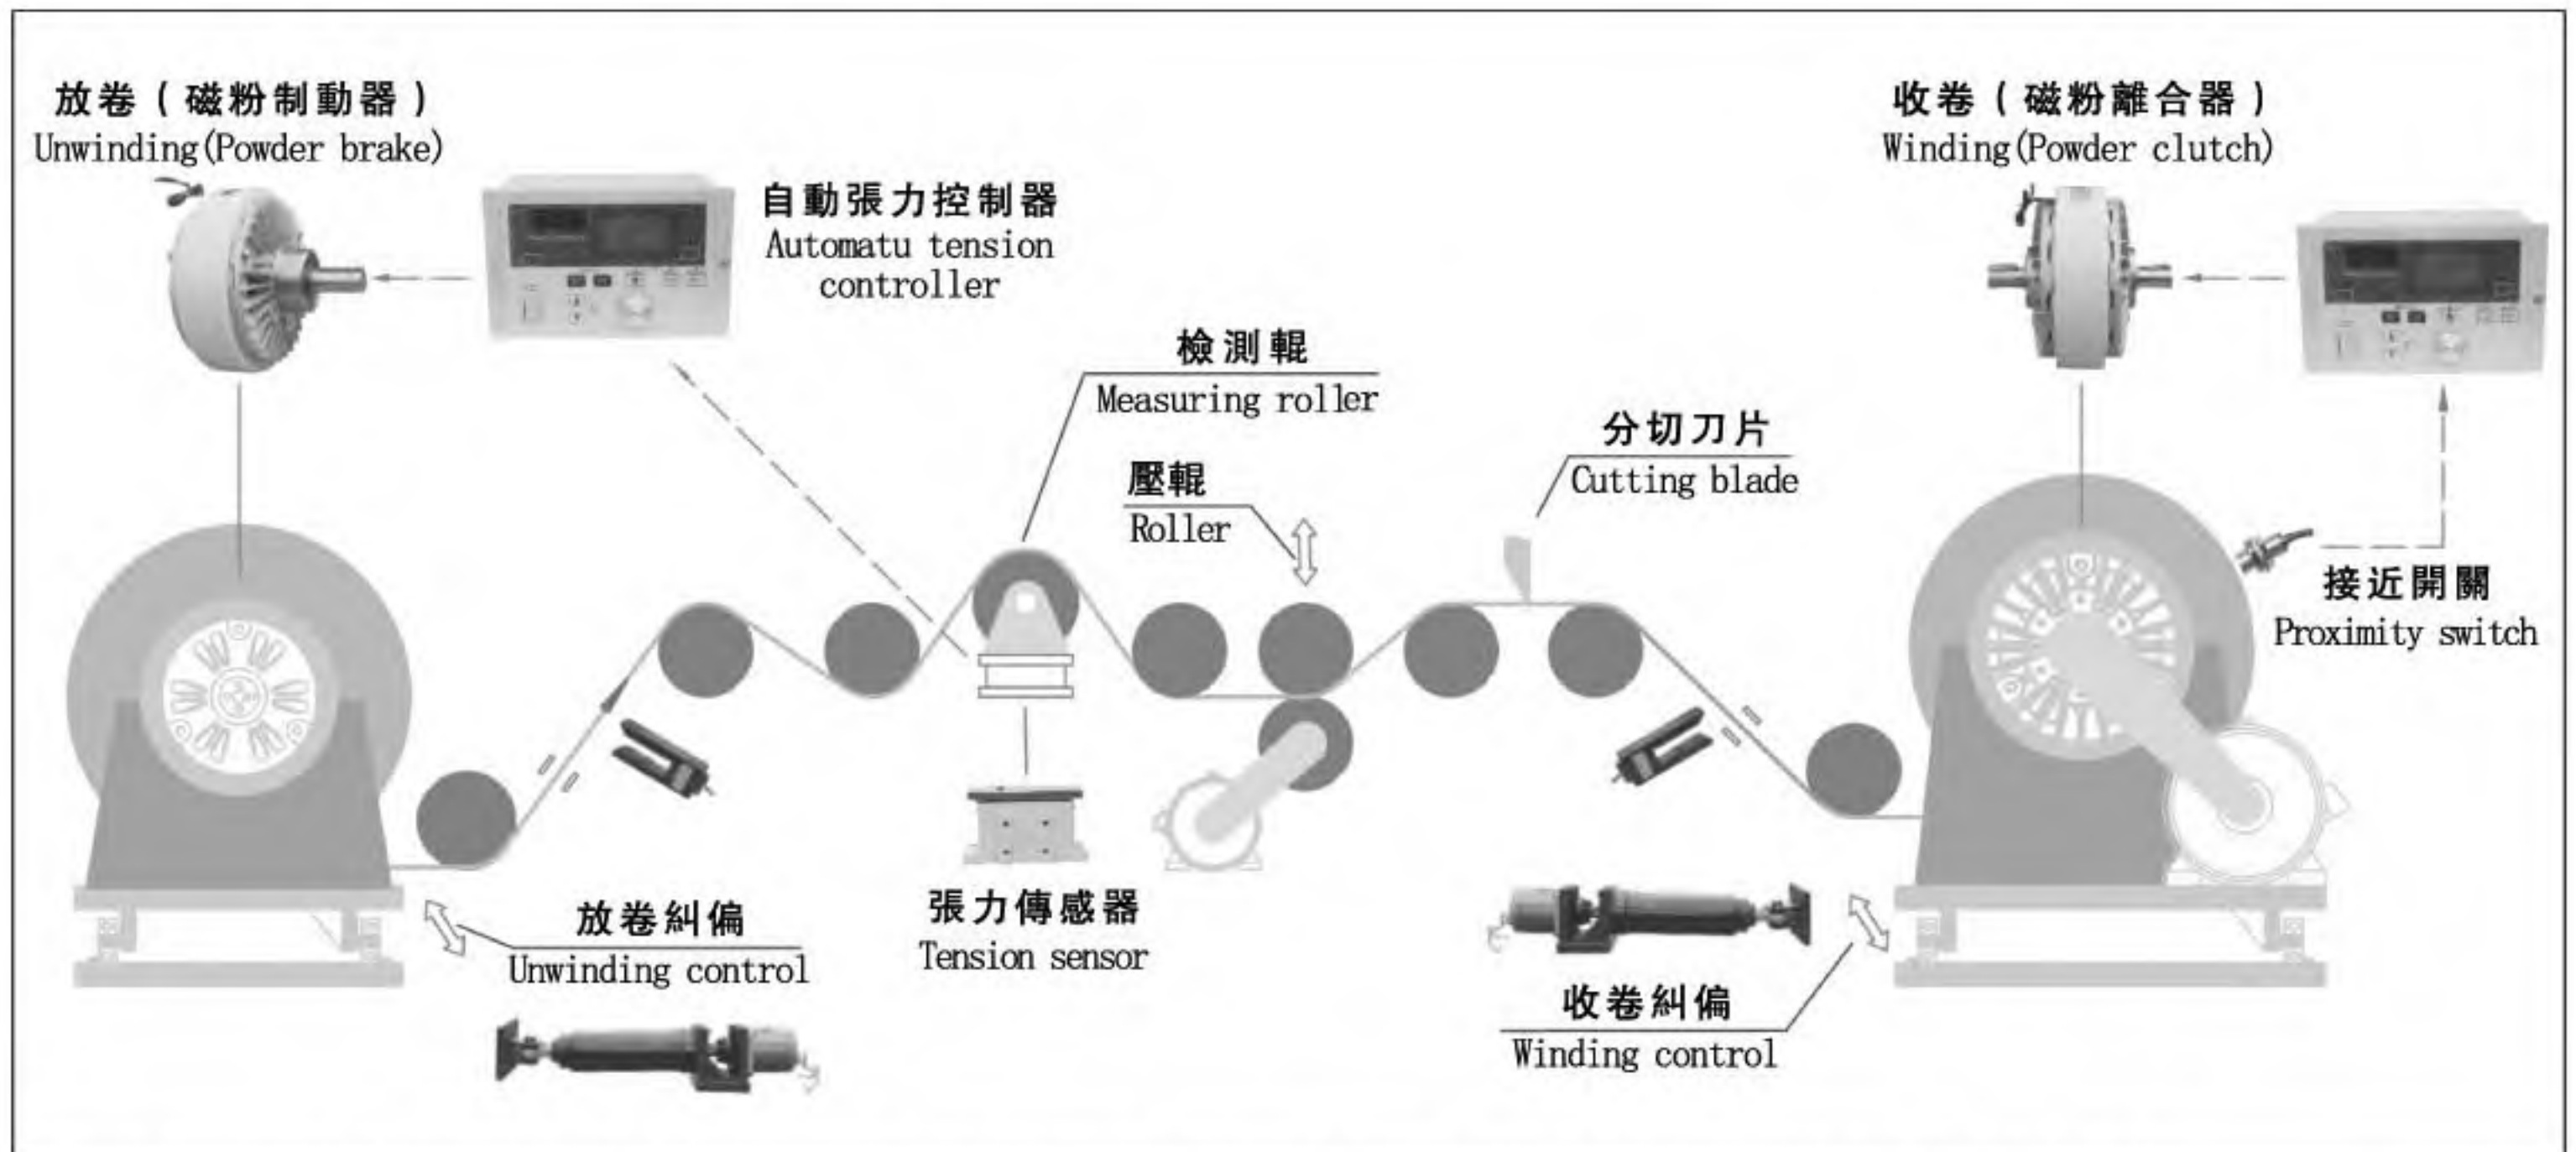 放卷（磁粉制動器）
Unwinding(Powder brake)
自動張力控制器
Automatu tension
controller
檢測輥
Measuring roller
壓輥
Roller
分切刀片
Cutting blade
收卷（磁粉離合器）
Winding(Powder clutch)
接近開關
Proximity switch
放卷糾偏
Unwinding control
張力傳感器
Tension sensor
收卷糾偏
Winding control